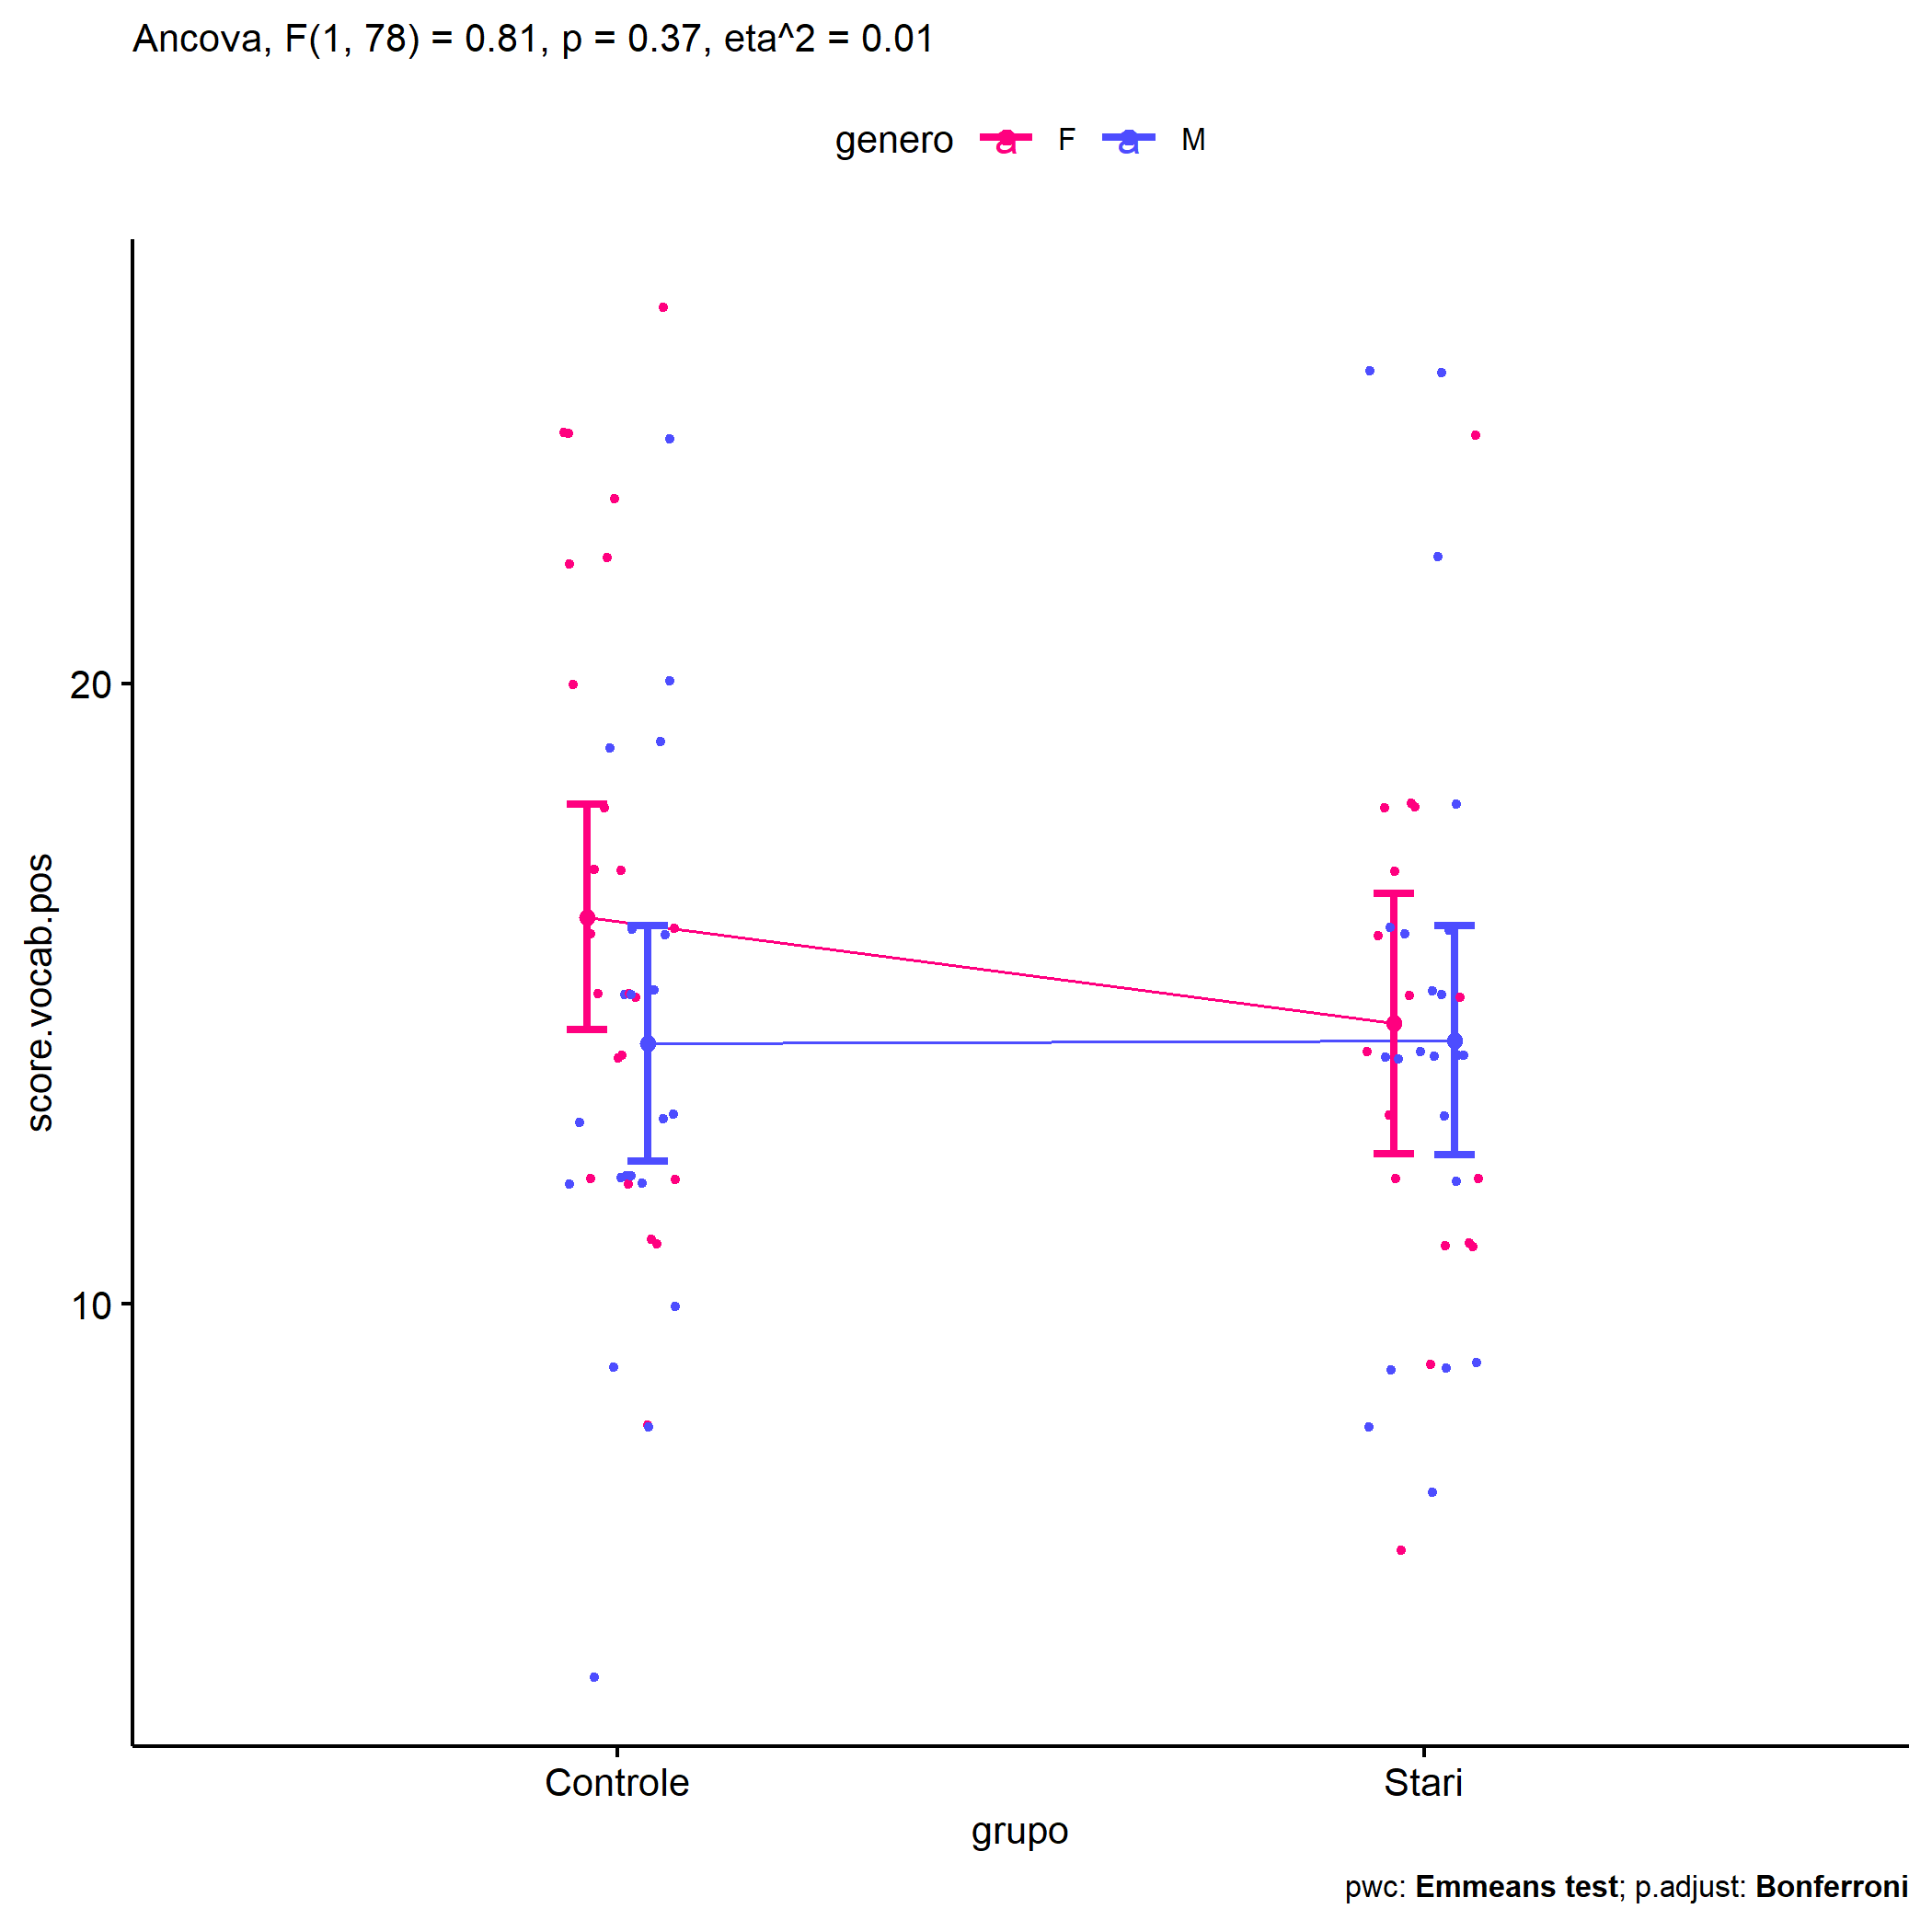 Ancova, F(1, 78) = 0.81, p = 0.37, eta^2 = 0.01
genero a F a M
score.vocab.pos
20
10
Controle Stari
grupo
pwc: Emmeans test; p.adjust: Bonferroni